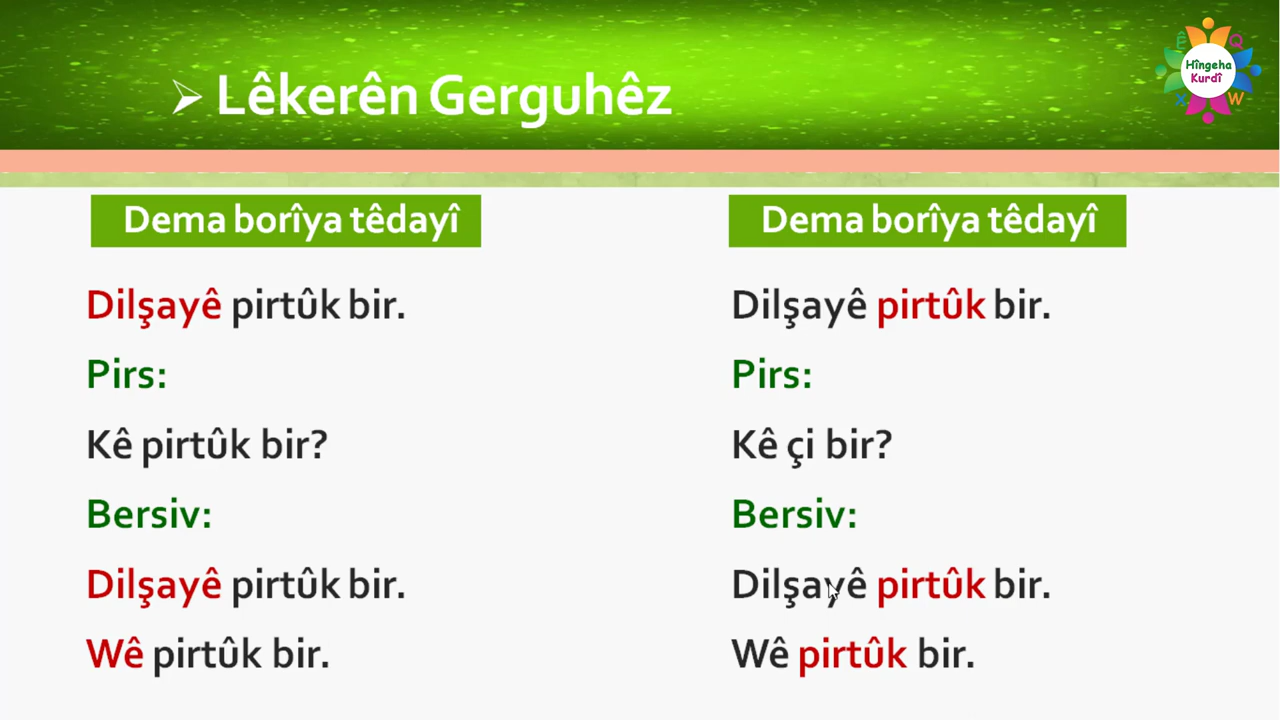 Lêkerên Gerguhêz
Ê Q
Hîngeha
Kurdî
X W
Dema borîya têdayî
Dilşayê pirtûk bir.
Pirs:
Kê pirtûk bir?
Bersiv:
Dilşayê pirtûk bir.
Wê pirtûk bir.
Dema borîya têdayî
Dilşayê pirtûk bir.
Pirs:
Kê çi bir?
Bersiv:
Dilşayê pirtûk bir.
Wê pirtûk bir.